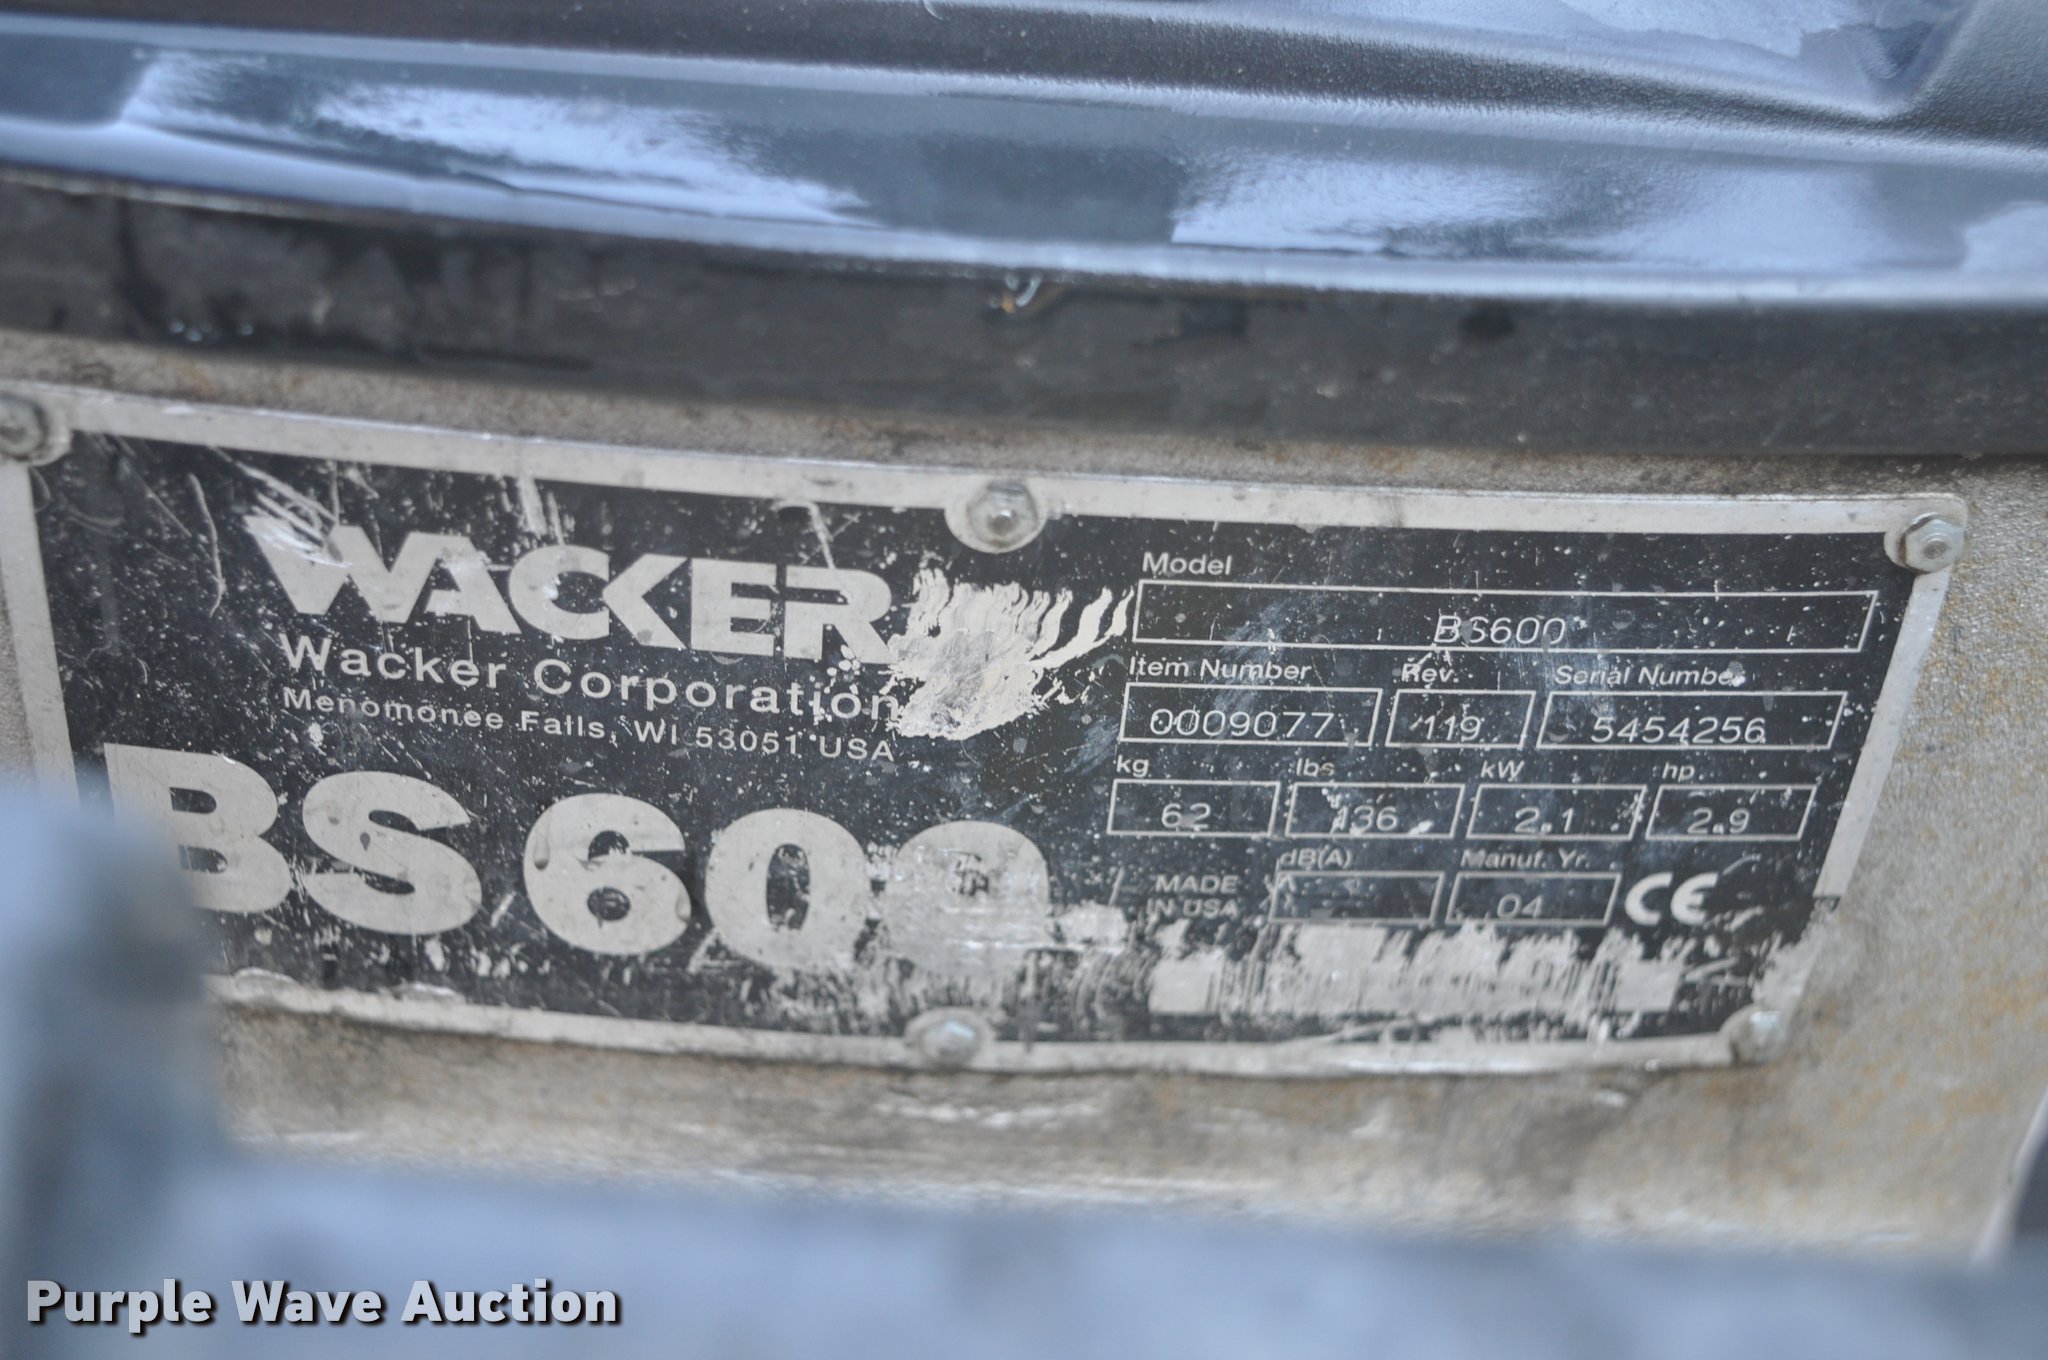 WACKER
Wacker Corporation
Menomonee Falls, WI 53051 USA
BS 600
Model
BS600
Item Number Rev. Serial Number
0009077 119 5454256
kg lbs kW hp
62 136 2.1 2.9
MADE IN USA
dB(A) Manuf. Yr.
04
CE
Purple Wave Auction